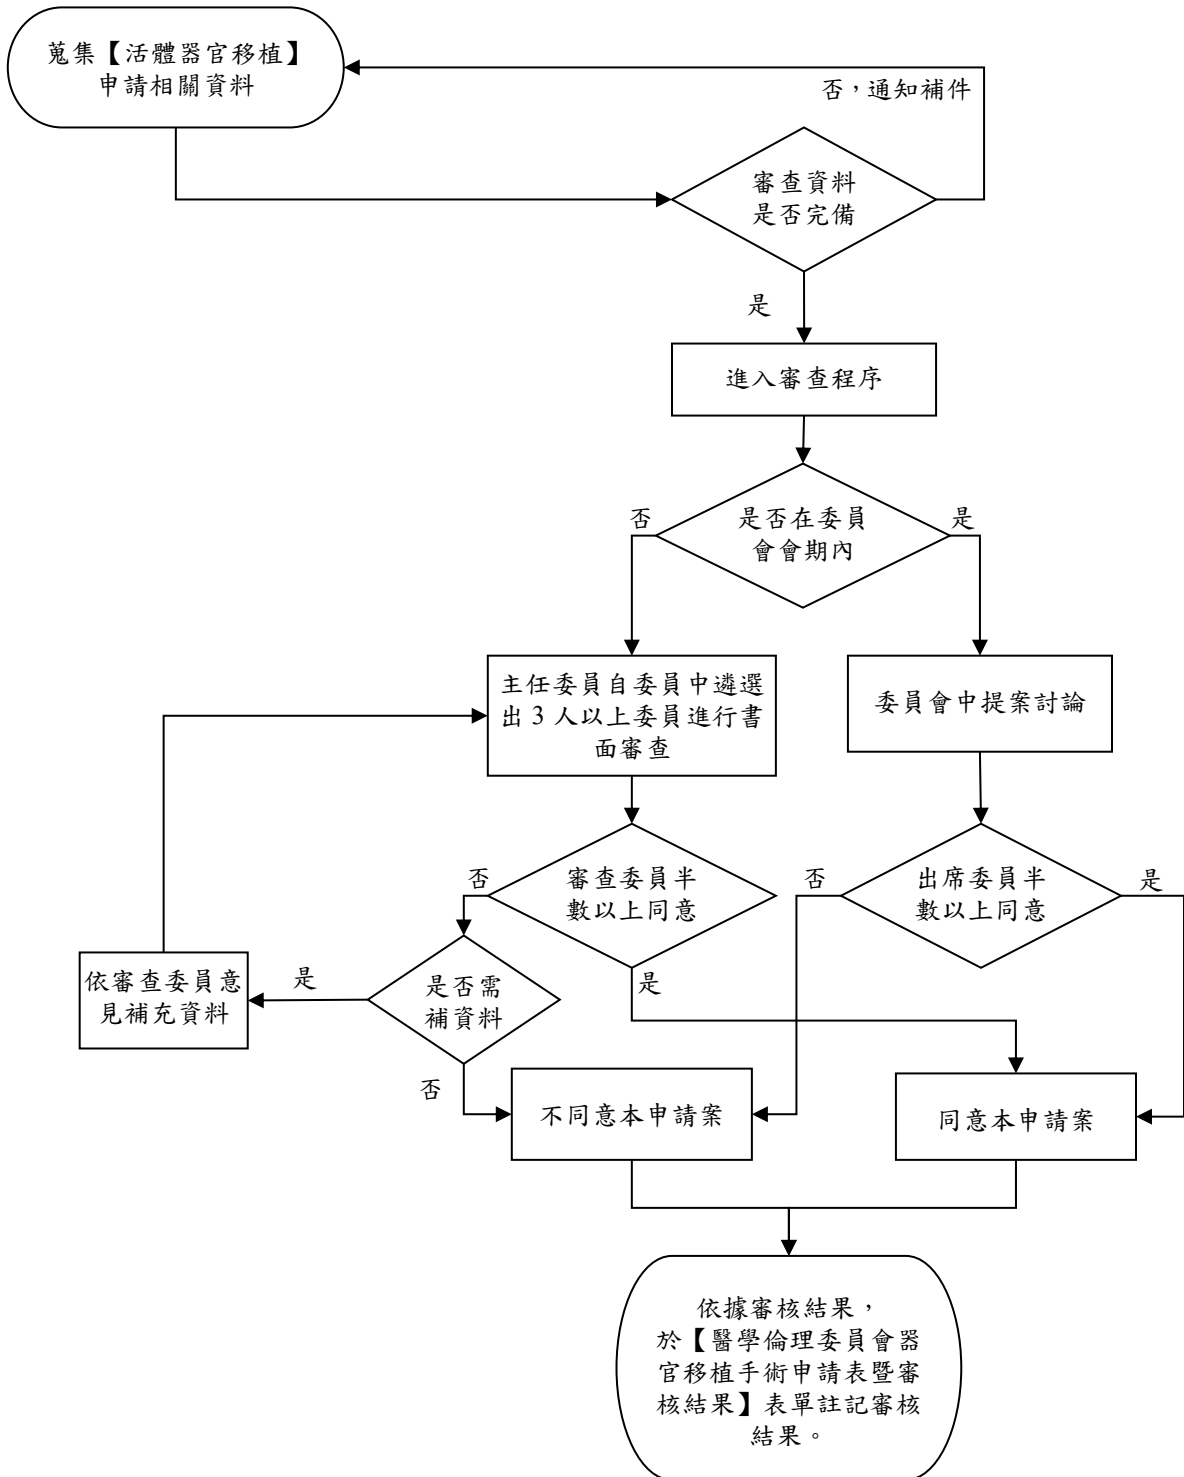 蒐集【活體器官移植】
申請相關資料
否，通知補件
審查資料
是否完備
是
進入審查程序
否
是否在委員
會會期內
是
主任委員自委員中遴選
出 3 人以上委員進行書
面審查
委員會中提案討論
否
審查委員半
數以上同意
否
出席委員半
數以上同意
是
依審查委員意
見補充資料
是
是否需
補資料
是
否
不同意本申請案
同意本申請案
依據審核結果，
於【醫學倫理委員會器
官移植手術申請表暨審
核結果】表單註記審核
結果。